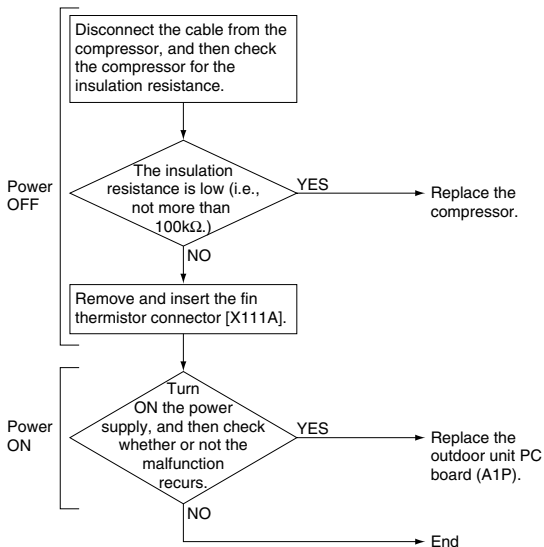 Disconnect the cable from the
compressor, and then check
the compressor for the
insulation resistance.
Power
OFF
The insulation
resistance is low (i.e.,
not more than
100kΩ.)
YES
Replace the
compressor.
NO
Remove and insert the fin
thermistor connector [X111A].
Power
ON
Turn
ON the power
supply, and then check
whether or not the
malfunction
recurs.
YES
Replace the
outdoor unit PC
board (A1P).
NO
End